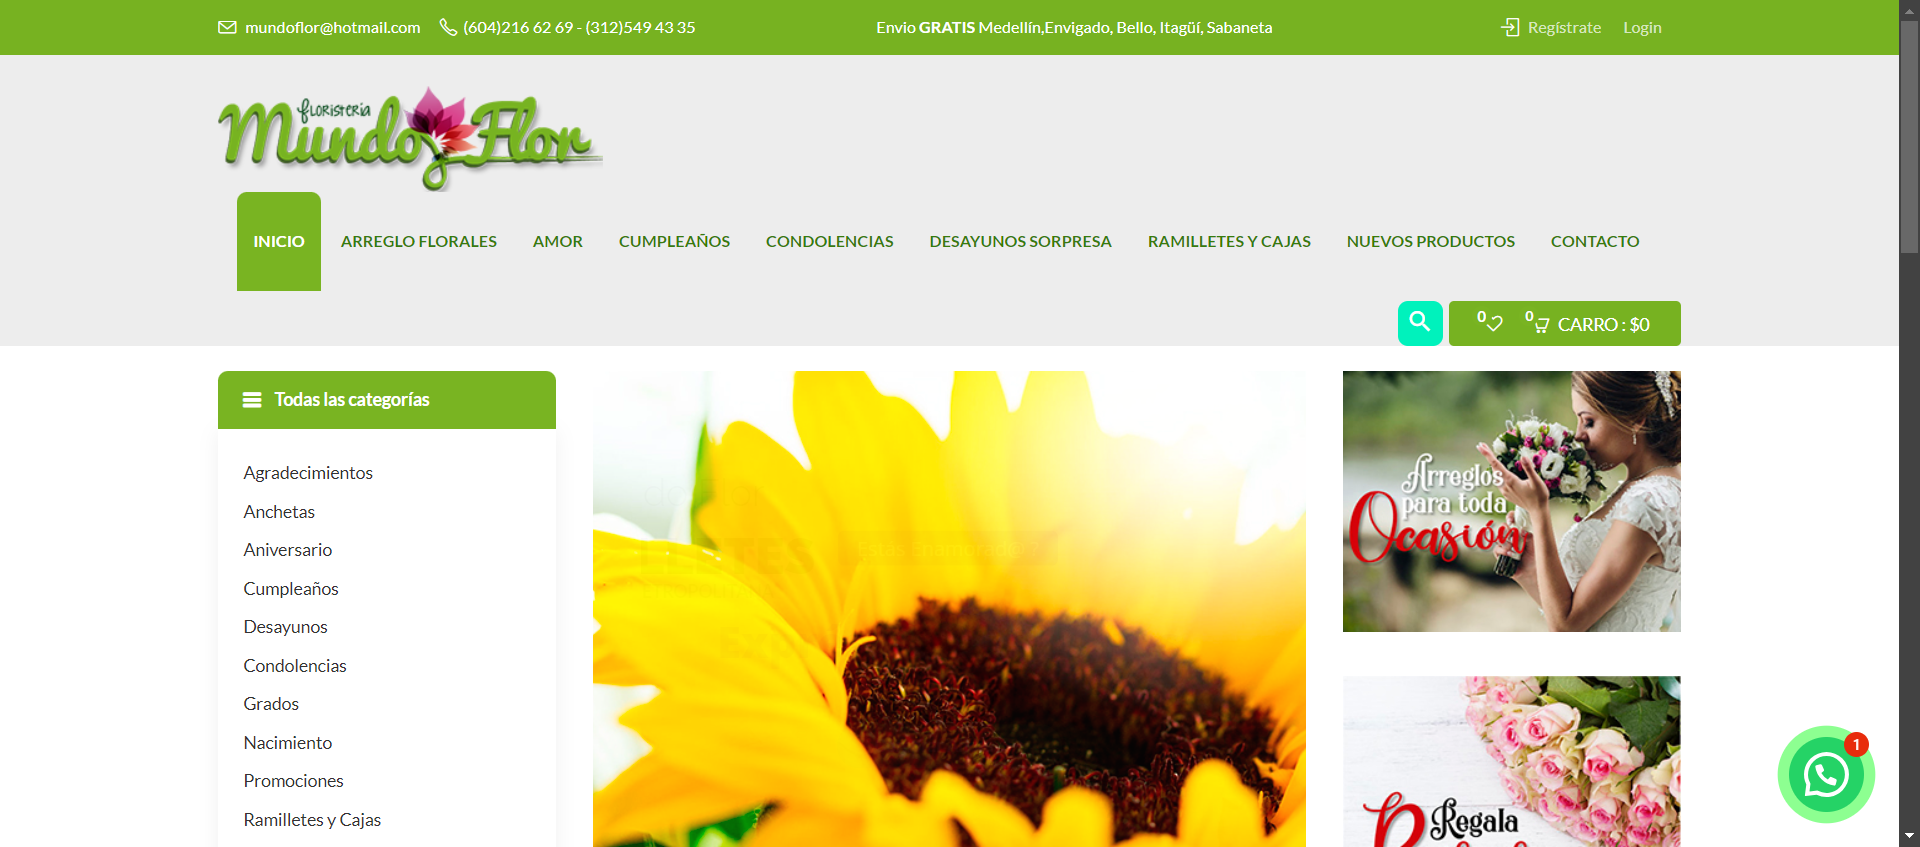 mundoflor@hotmail.com (604)216 62 69 - (312)549 43 35 Envio GRATIS Medellín,Envigado, Bello, Itagüí, Sabaneta Regístrate Login
floristería
Mundo Flor
INICIO ARREGLO FLORALES AMOR CUMPLEAÑOS CONDOLENCIAS DESAYUNOS SORPRESA RAMILLETES Y CAJAS NUEVOS PRODUCTOS CONTACTO
0 0 CARRO : $0
Todas las categorías
Agradecimientos
Anchetas
Aniversario
Cumpleaños
Desayunos
Condolencias
Grados
Nacimiento
Promociones
Ramilletes y Cajas
Estas Enamorad@ ?
Arreglos
para toda
Ocasión
Regala
1